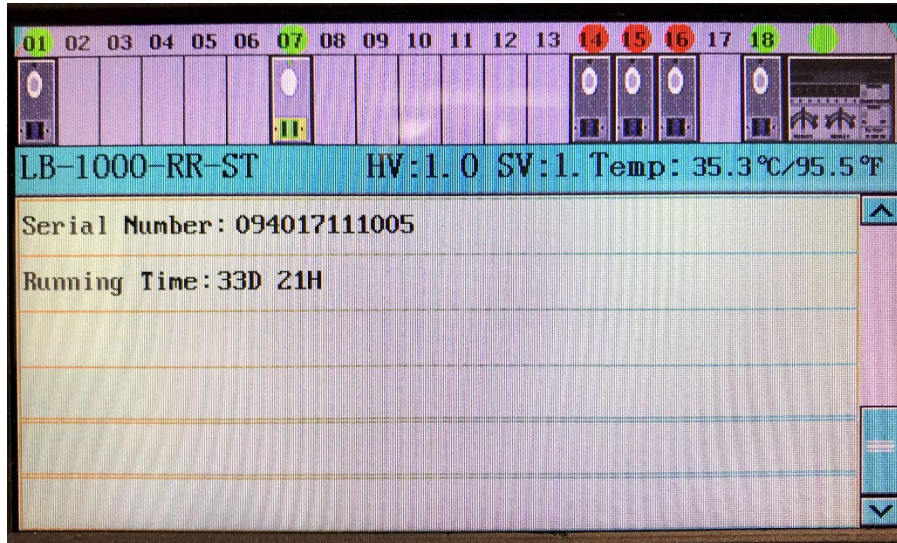 01 02 03 04 05 06 07 08 09 10 11 12 13 14 15 16 17 18
LB-1000-RR-ST HV:1.0 SV:1. Temp: 35.3℃/95.5℉
Serial Number: 094017111005
Running Time: 33D 21H